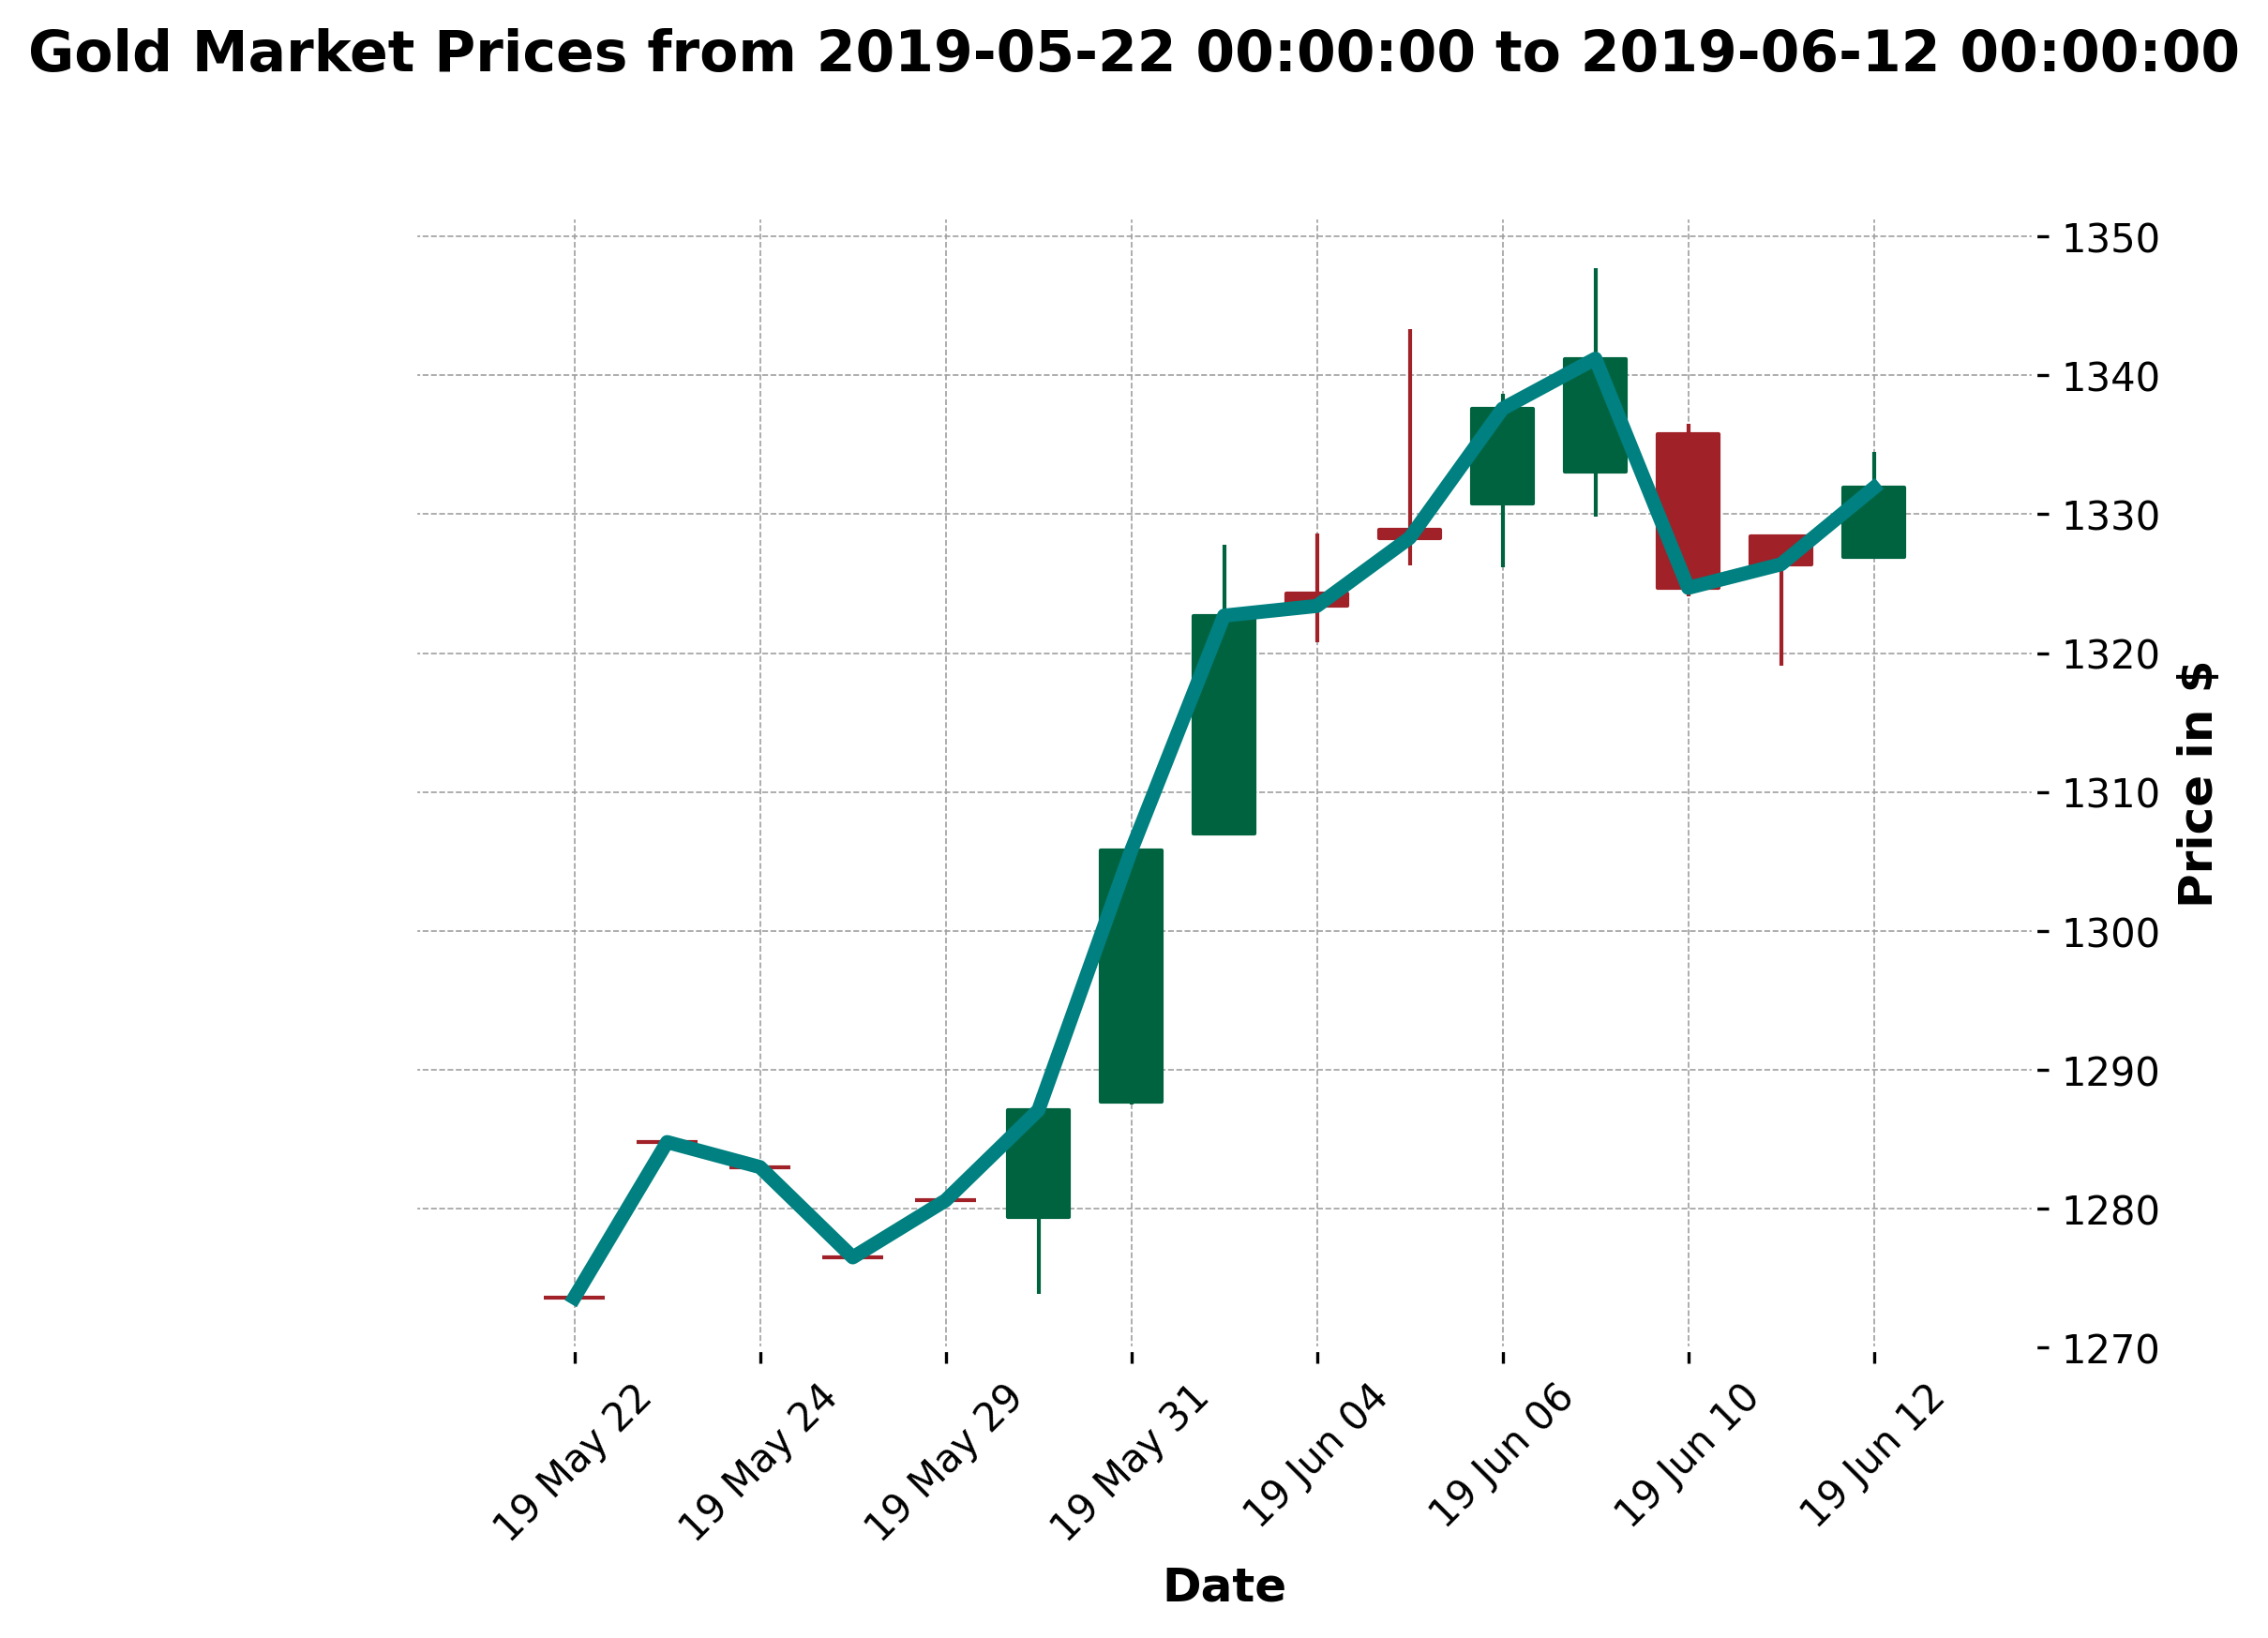 Gold Market Prices from 2019-05-22 00:00:00 to 2019-06-12 00:00:00
1350
1340
1330
1320
1310
1300
1290
1280
1270
Price in $
19 May 22
19 May 24
19 May 29
19 May 31
19 Jun 04
19 Jun 06
19 Jun 10
19 Jun 12
Date